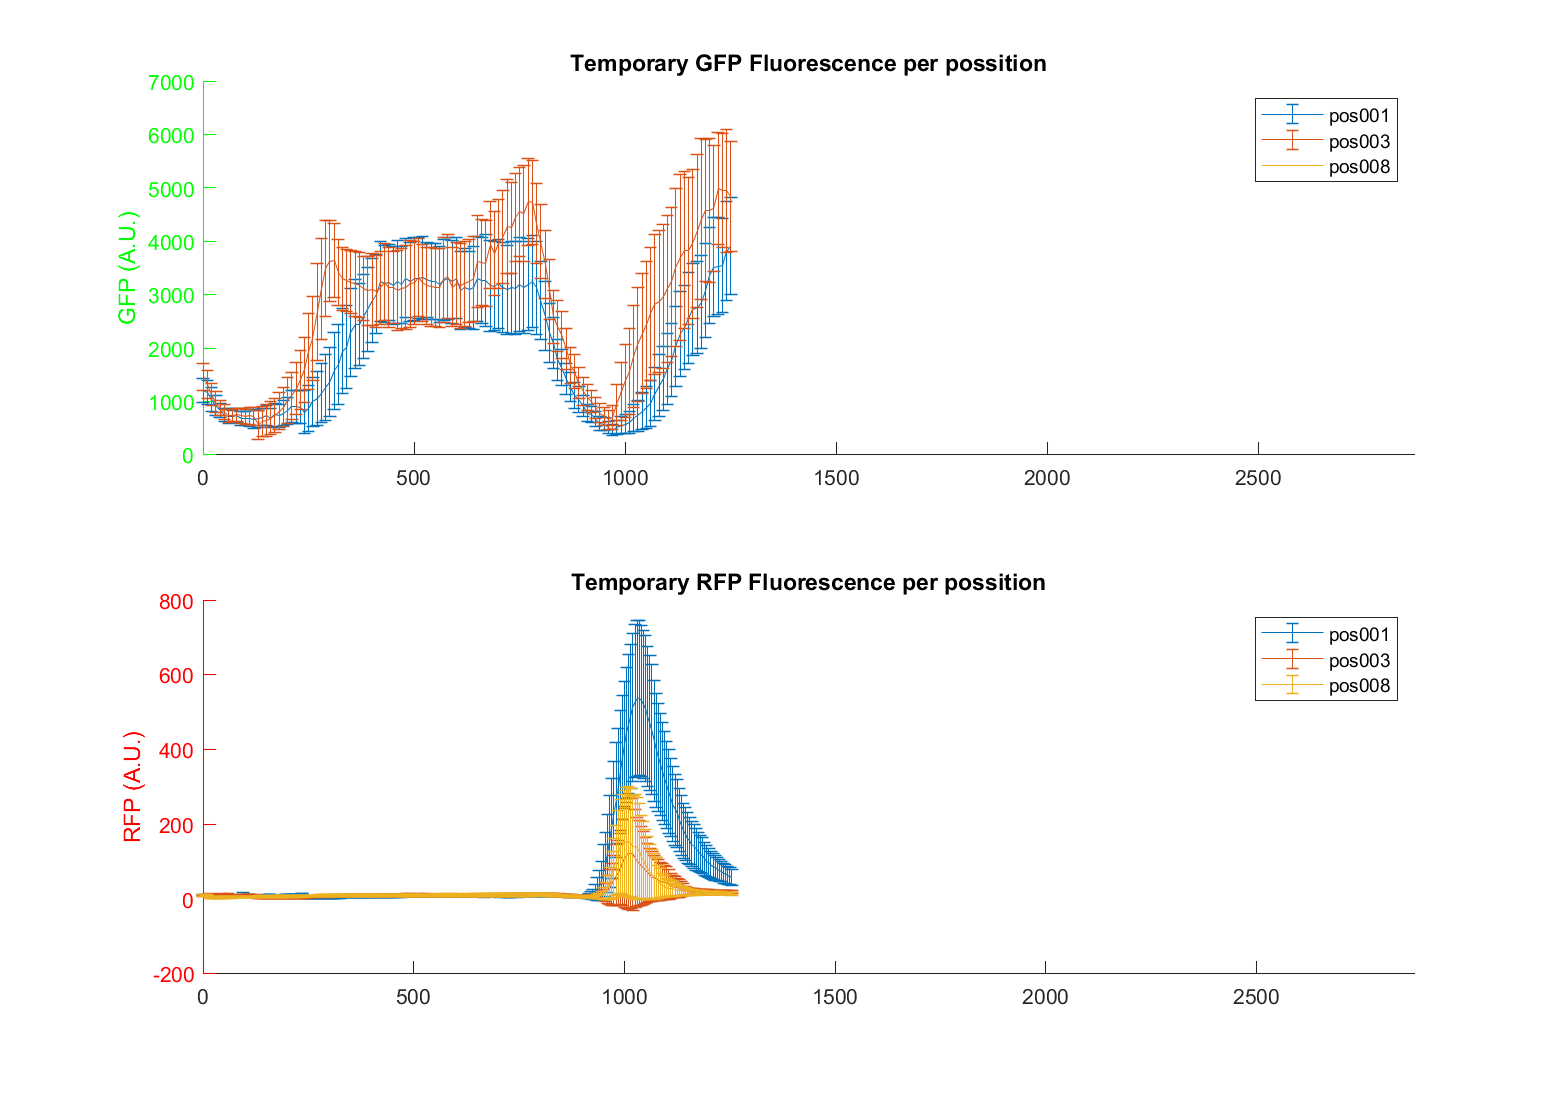 Temporary GFP Fluorescence per possition
7000
6000
5000
4000
3000
2000
1000
0
GFP (A.U.)
0 500 1000 1500 2000 2500
pos001
pos003
pos008
Temporary RFP Fluorescence per possition
800
600
400
200
0
-200
RFP (A.U.)
0 500 1000 1500 2000 2500
pos001
pos003
pos008